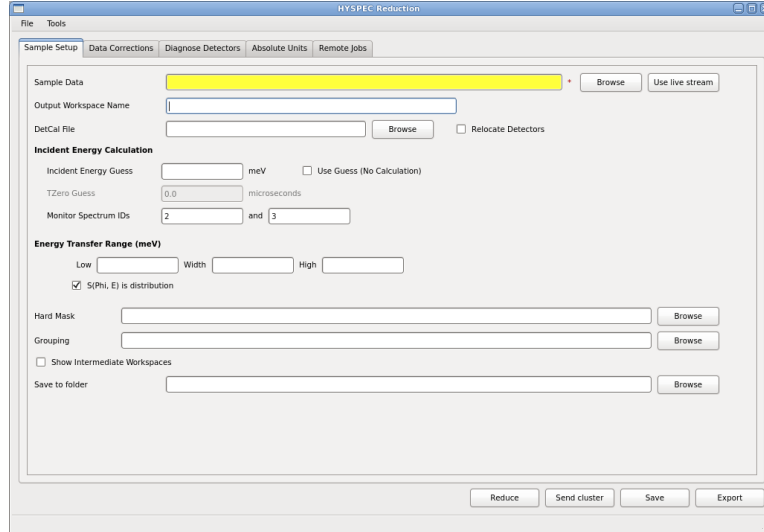 HYSPEC Reduction
File Tools
Sample Setup Data Corrections Diagnose Detectors Absolute Units Remote Jobs
Sample Data * Browse Use live stream
Output Workspace Name
DetCal File Browse Relocate Detectors
Incident Energy Calculation
Incident Energy Guess meV Use Guess (No Calculation)
TZero Guess 0.0 microseconds
Monitor Spectrum IDs 2 and 3
Energy Transfer Range (meV)
Low Width High
S(Phi, E) is distribution
Hard Mask Browse
Grouping Browse
Show Intermediate Workspaces
Save to folder Browse
Reduce Send cluster Save Export